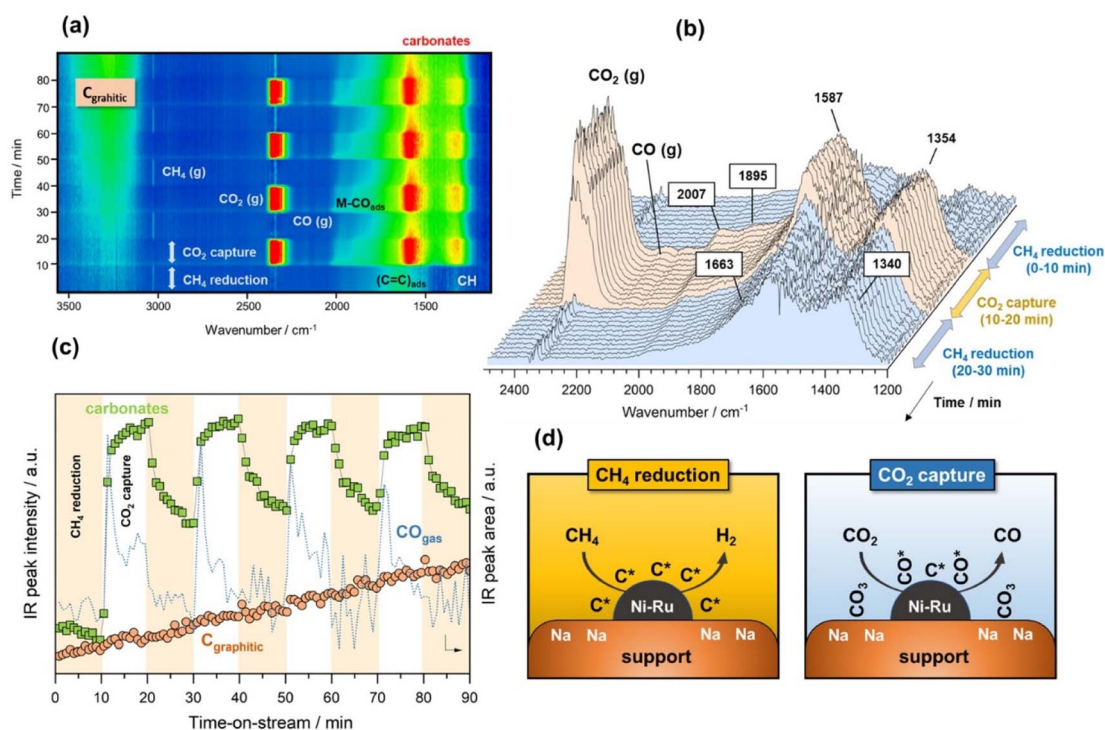 (a)
carbonates
C_grahitic
80
70
60
50
40
30
20
10
Time / min
CH₄ (g)
CO₂ (g)
M-CO_ads
CO (g)
CO₂ capture
CH₄ reduction
(C=C)_ads
CH
3500
3000
2500
2000
1500
Wavenumber / cm⁻¹
(b)
CO₂ (g)
CO (g)
1587
1354
2007
1895
1663
1340
CH₄ reduction
(0-10 min)
CO₂ capture
(10-20 min)
CH₄ reduction
(20-30 min)
Time / min
2400
2200
2000
1800
1600
1400
1200
Wavenumber / cm⁻¹
(c)
IR peak intensity / a.u.
carbonates
CH₄ reduction
CO₂ capture
CO_gas
C_graphitic
IR peak area / a.u.
0
10
20
30
40
50
60
70
80
90
Time-on-stream / min
(d)
CH₄ reduction
CH₄
H₂
C* C* C*
C* C*
Ni-Ru
Na Na Na Na
support
CO₂ capture
CO₂
CO
CO* C* CO*
CO₃ CO₃
Ni-Ru
Na Na Na Na
support